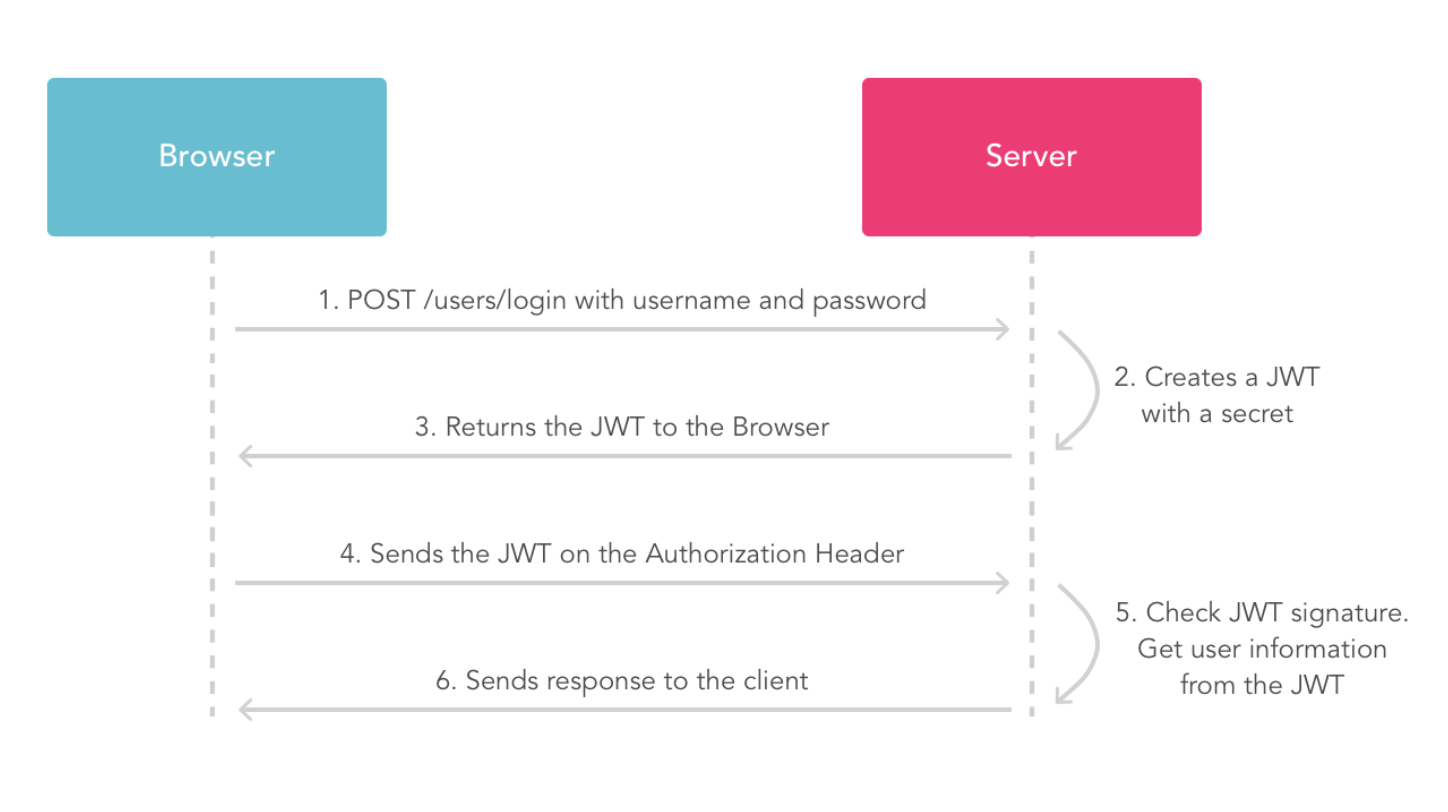 Browser
Server
1. POST /users/login with username and password
2. Creates a JWT
with a secret
3. Returns the JWT to the Browser
4. Sends the JWT on the Authorization Header
5. Check JWT signature.
Get user information
from the JWT
6. Sends response to the client